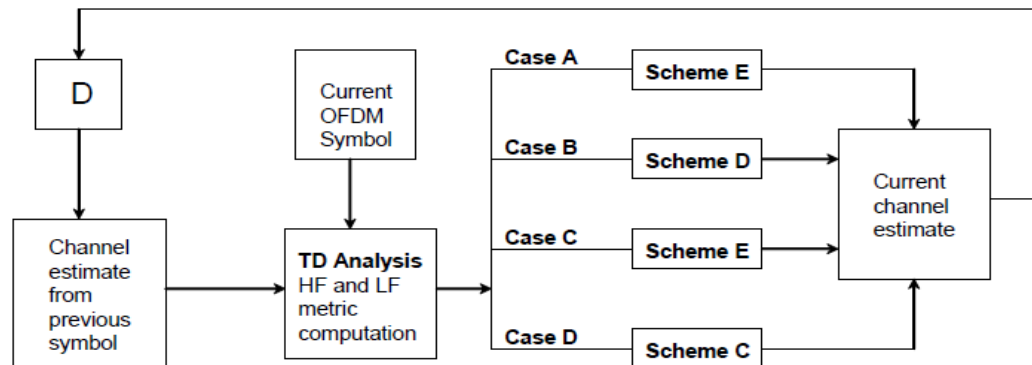 D
Current
OFDM
Symbol
Channel
estimate
from
previous
symbol
TD Analysis
HF and LF
metric
computation
Case A
Scheme E
Case B
Scheme D
Case C
Scheme E
Case D
Scheme C
Current
channel
estimate